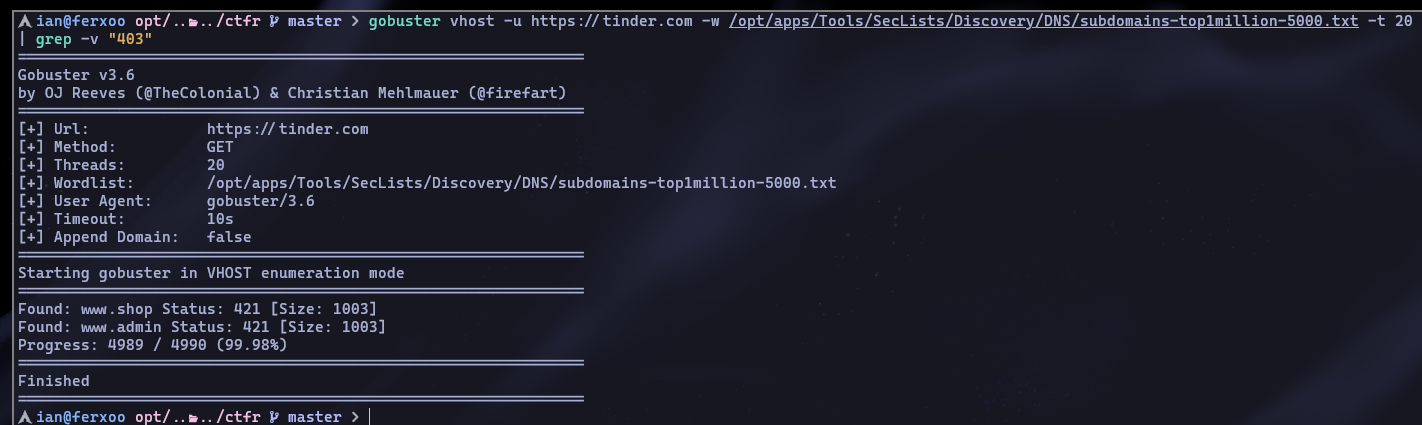 ian@ferxoo opt/../../ctfr master > gobuster vhost -u https://tinder.com -w /opt/apps/Tools/SecLists/Discovery/DNS/subdomains-top1million-5000.txt -t 20
| grep -v "403"
===============================================================
Gobuster v3.6
by OJ Reeves (@TheColonial) & Christian Mehlmauer (@firefart)
===============================================================
[+] Url:             https://tinder.com
[+] Method:          GET
[+] Threads:         20
[+] Wordlist:        /opt/apps/Tools/SecLists/Discovery/DNS/subdomains-top1million-5000.txt
[+] User Agent:      gobuster/3.6
[+] Timeout:         10s
[+] Append Domain:   false
===============================================================
Starting gobuster in VHOST enumeration mode
===============================================================
Found: www.shop Status: 421 [Size: 1003]
Found: www.admin Status: 421 [Size: 1003]
Progress: 4989 / 4990 (99.98%)
===============================================================
Finished
===============================================================
ian@ferxoo opt/../../ctfr master >